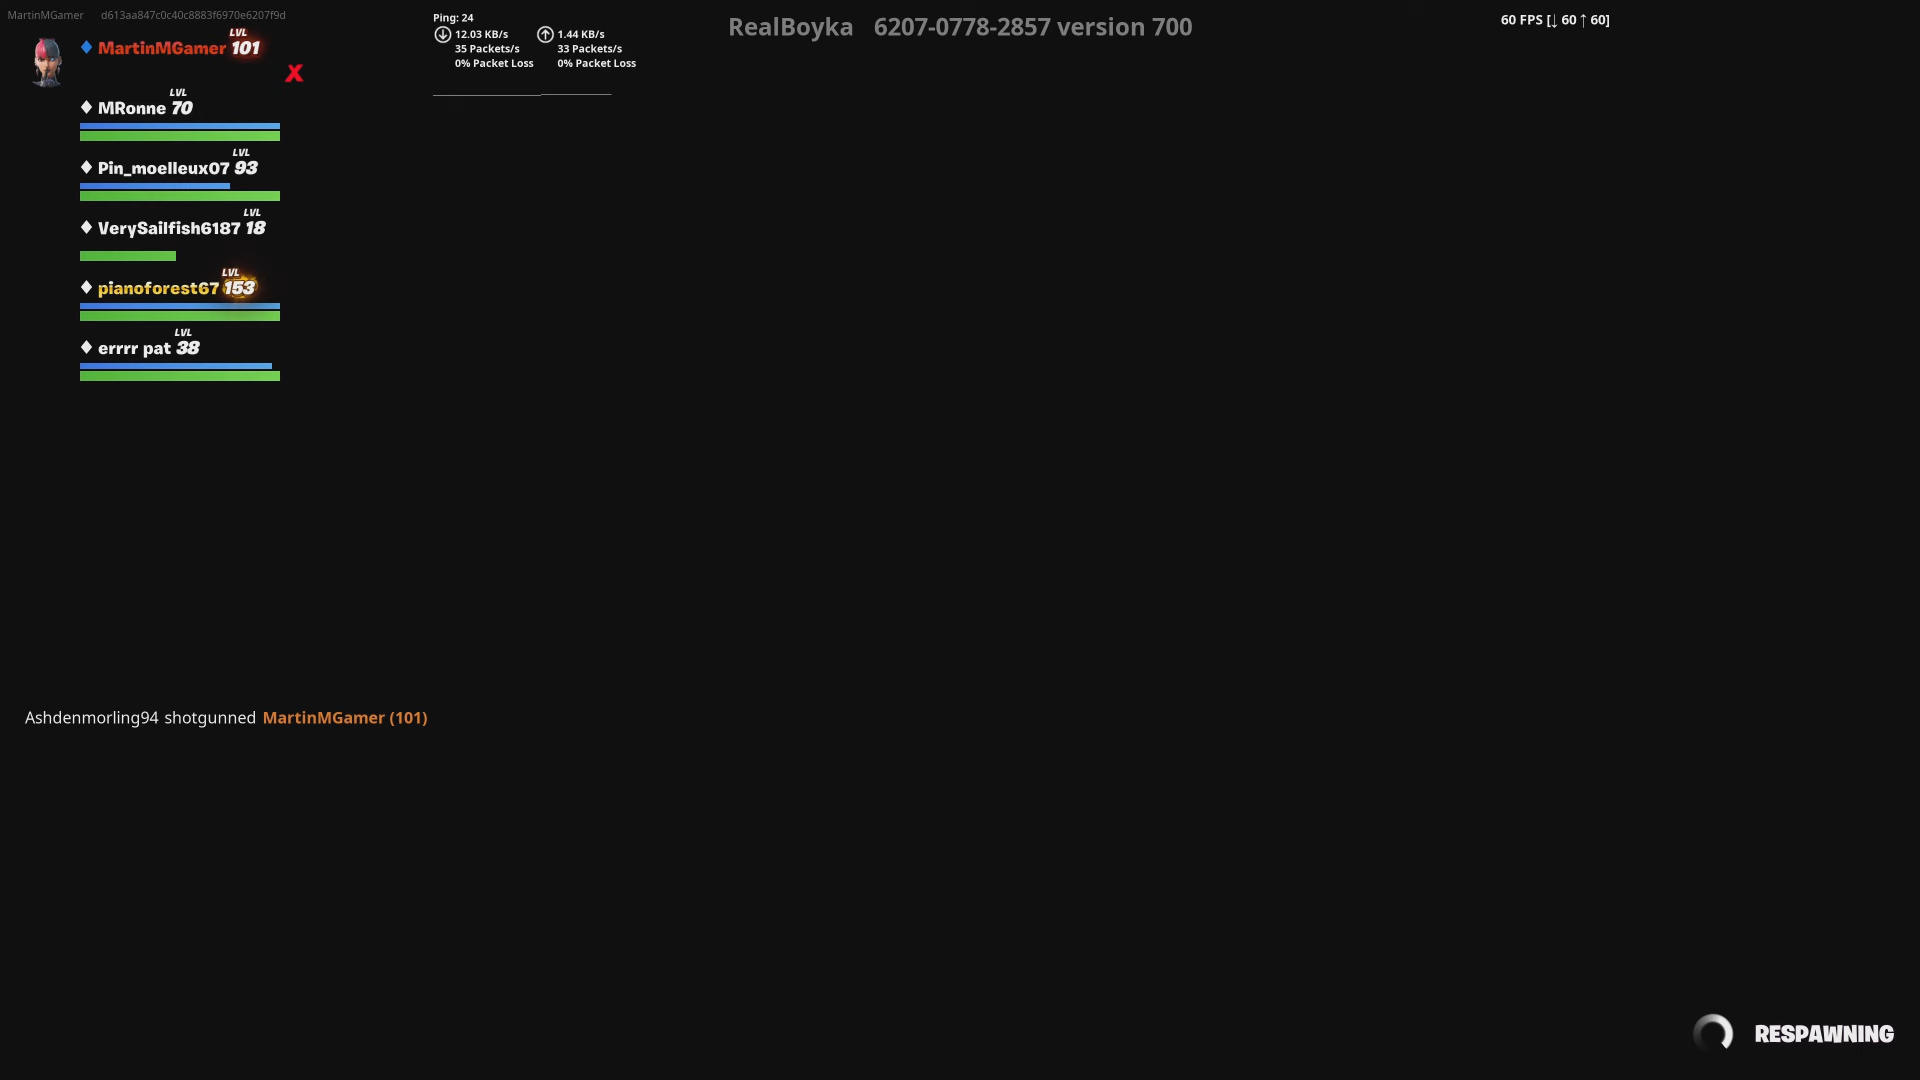 MartinMGamer d613aa847c0c40c8883f6970e6207f9d
LVL
MartinMGamer 101
X
LVL
MRonne 70
LVL
Pin_moelleux07 93
LVL
VerySailfish6187 18
LVL
pianoforest67 153
LVL
errrr pat 38
Ping: 24
12.03 KB/s 1.44 KB/s
35 Packets/s 33 Packets/s
0% Packet Loss 0% Packet Loss
RealBoyka 6207-0778-2857 version 700
60 FPS [↓ 60 ↑ 60]
Ashdenmorling94 shotgunned MartinMGamer (101)
RESPAWNING